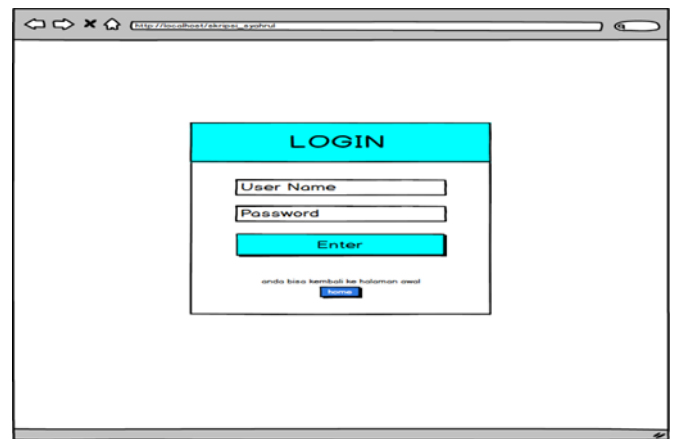 http://localhost/skripsi_syahrul
LOGIN
User Name
Password
Enter
anda bisa kembali ke halaman awal
home